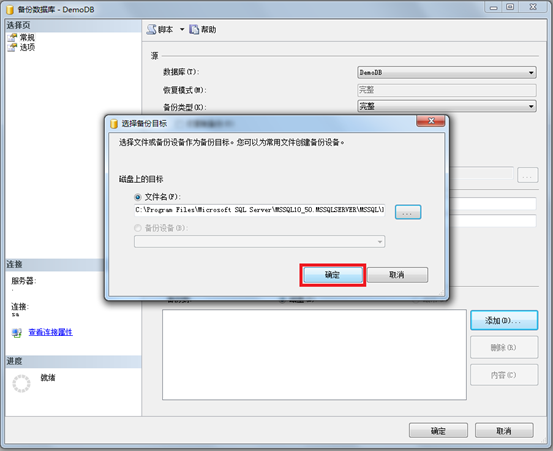 备份数据库 - DemoDB
选择页
常规
选项
脚本
帮助
源
数据库(T):
DemoDB
恢复模式(M):
完整
备份类型(K):
完整
选择备份目标
选择文件或备份设备作为备份目标。您可以为常用文件创建备份设备。
磁盘上的目标
文件名(F):
C:\Program Files\Microsoft SQL Server\MSSQL10_50.MSSQLSERVER\MSSQL\
...
备份设备(B)
确定
取消
连接
服务器:
.
连接:
sa
查看连接属性
进度
就绪
...
添加(D)...
删除(R)
内容(C)
确定
取消